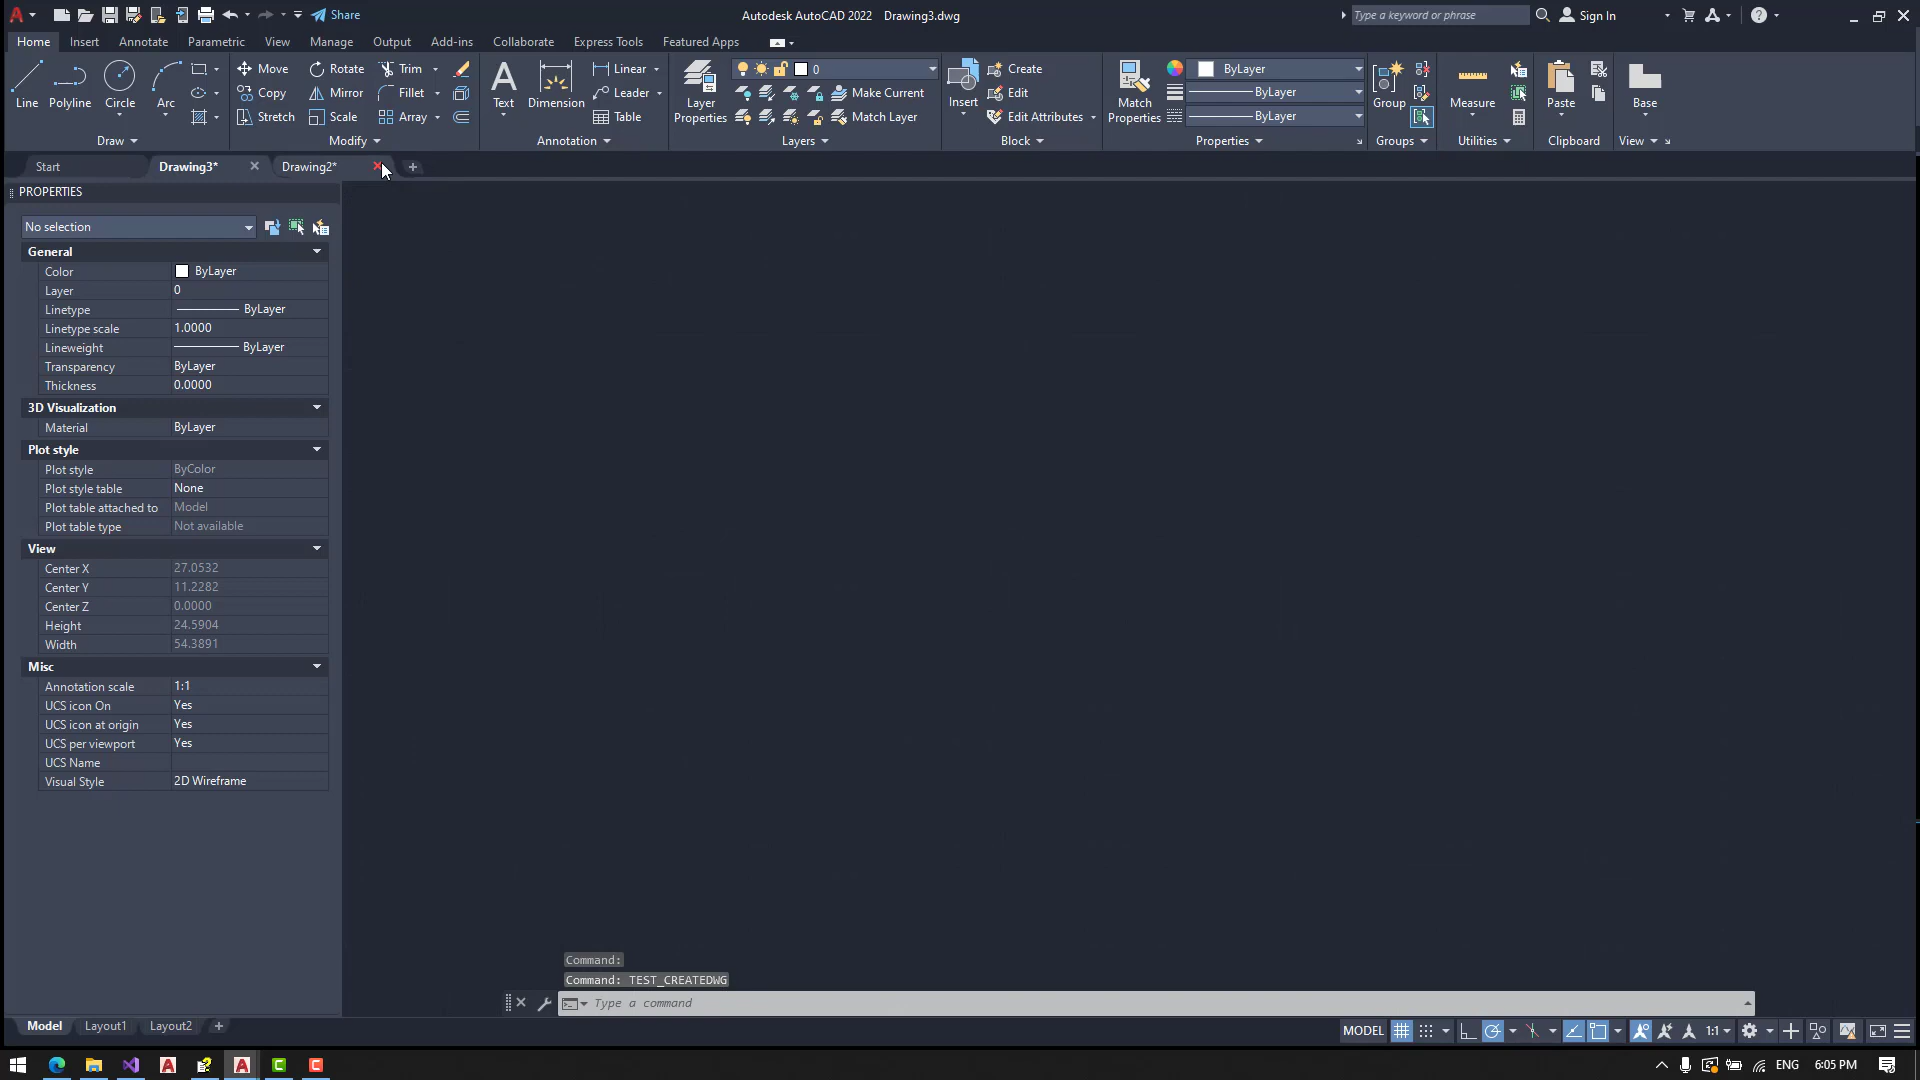 Share
Autodesk AutoCAD 2022 Drawing3.dwg
Type a keyword or phrase
Sign In
Home Insert Annotate Parametric View Manage Output Add-ins Collaborate Express Tools Featured Apps
Line Polyline Circle Arc
Move Rotate Trim
Copy Mirror Fillet
Stretch Scale Array
Text Dimension
Linear
Leader
Table
Layer Properties
0
Make Current
Match Layer
Insert
Create
Edit
Edit Attributes
Match Properties
ByLayer
ByLayer
ByLayer
Group
Measure
Paste
Base
Draw Modify Annotation Layers Block Properties Groups Utilities Clipboard View
Start Drawing3* Drawing2*
PROPERTIES
No selection
General
Color ByLayer
Layer 0
Linetype ByLayer
Linetype scale 1.0000
Lineweight ByLayer
Transparency ByLayer
Thickness 0.0000
3D Visualization
Material ByLayer
Plot style
Plot style ByColor
Plot style table None
Plot table attached to Model
Plot table type Not available
View
Center X 27.0532
Center Y 11.2282
Center Z 0.0000
Height 24.5904
Width 54.3891
Misc
Annotation scale 1:1
UCS icon On Yes
UCS icon at origin Yes
UCS per viewport Yes
UCS Name
Visual Style 2D Wireframe
Command:
Command: TEST_CREATEDWG
Type a command
Model Layout1 Layout2
MODEL 1:1
ENG 6:05 PM